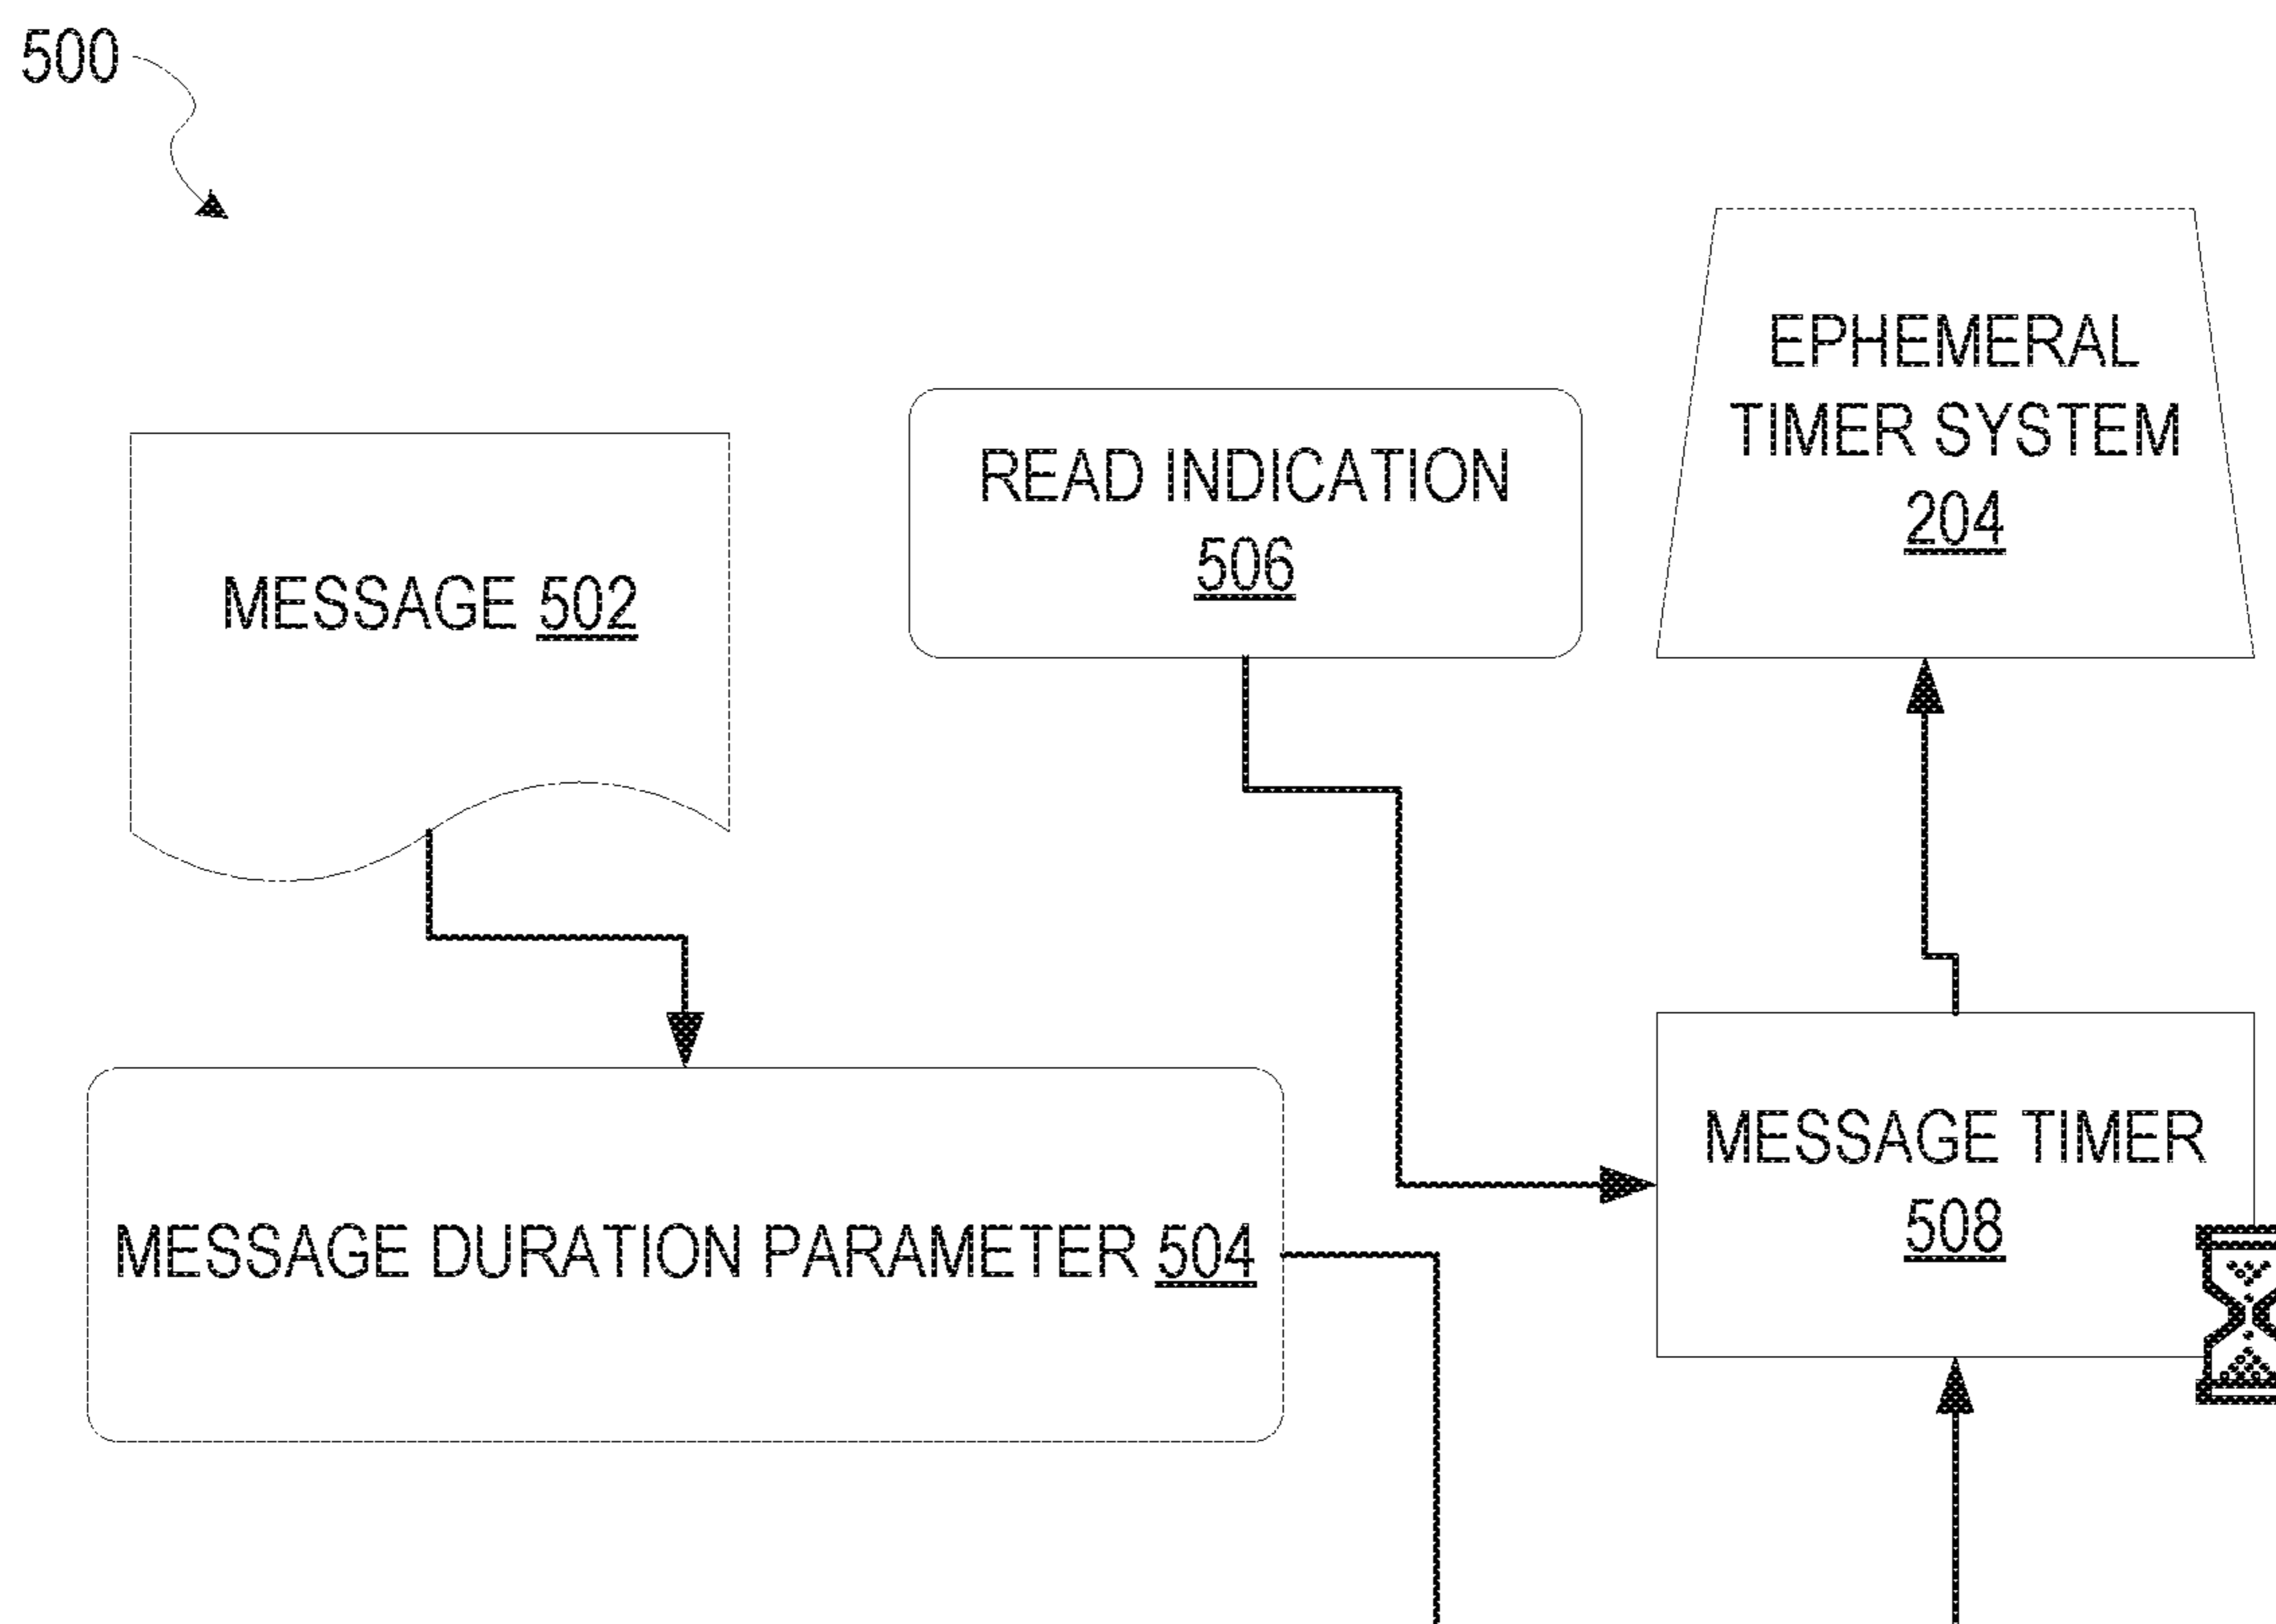 500
EPHEMERAL
TIMER SYSTEM
204
READ INDICATION
506
MESSAGE 502
MESSAGE TIMER
508
MESSAGE DURATION PARAMETER 504